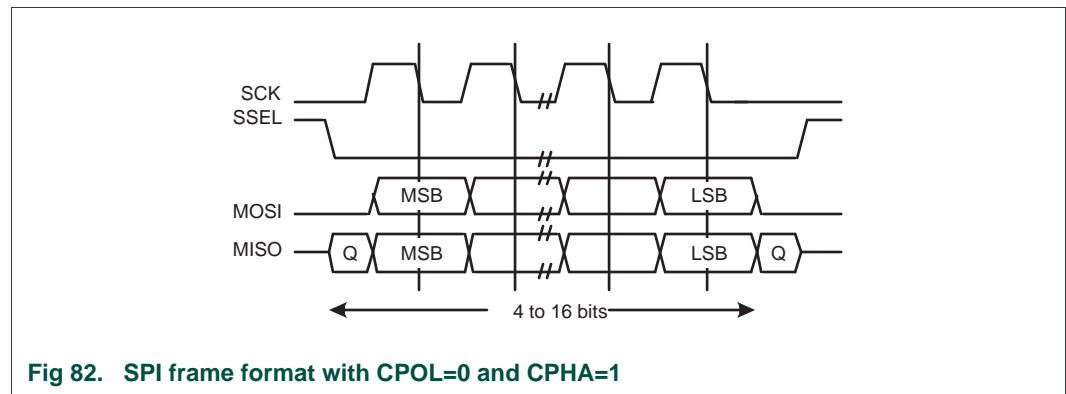 SCK
SSEL
MOSI MSB LSB
MISO Q MSB LSB Q
4 to 16 bits
Fig 82. SPI frame format with CPOL=0 and CPHA=1